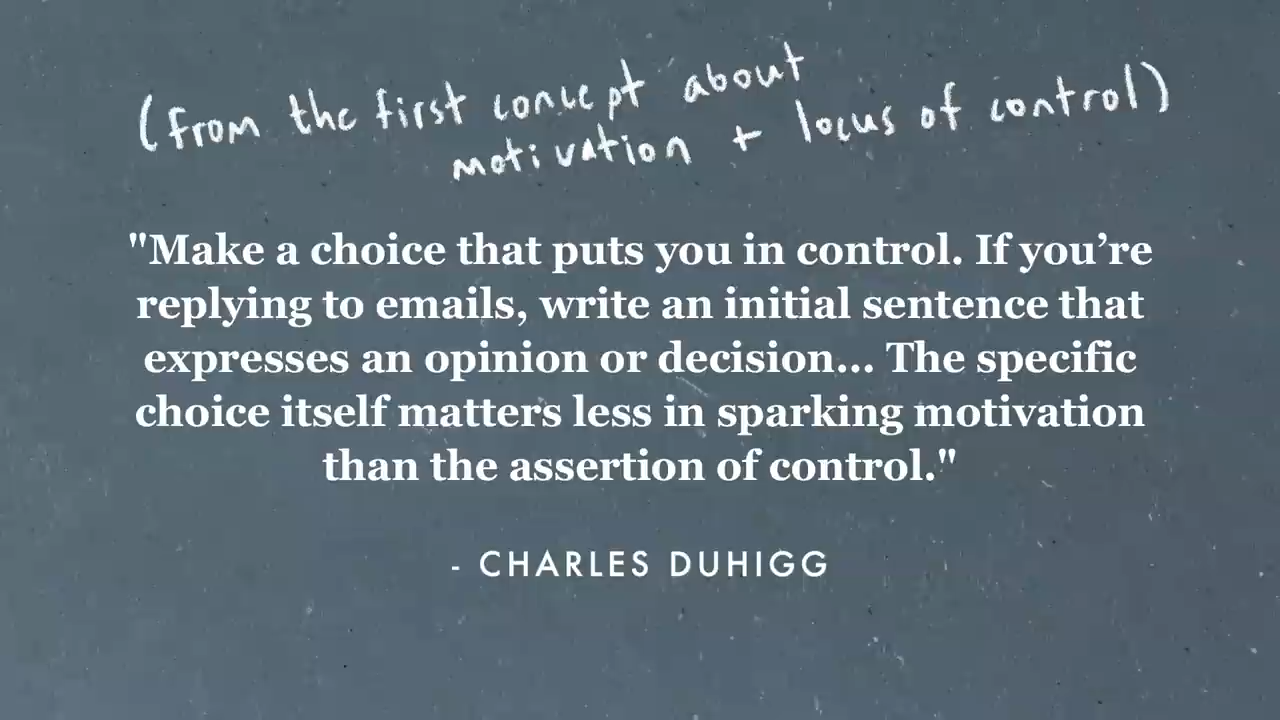 (from the first concept about
motivation + locus of control)
"Make a choice that puts you in control. If you’re
replying to emails, write an initial sentence that
expresses an opinion or decision... The specific
choice itself matters less in sparking motivation
than the assertion of control."
- CHARLES DUHIGG